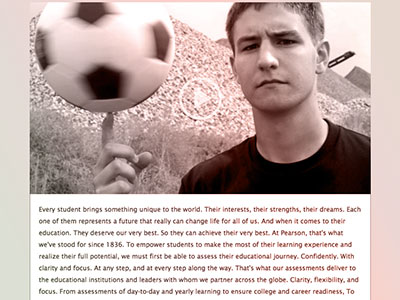 Every student brings something unique to the world. Their interests, their strengths, their dreams. Each
one of them represents a future that really can change life for all of us. And when it comes to their
education. They deserve our very best. So they can achieve their very best. At Pearson, that's what
we've stood for since 1836. To empower students to make the most of their learning experience and
realize their full potential, we must first be able to assess their educational journey. Confidently. With
clarity and focus. At any step, and at every step along the way. That's what our assessments deliver to
the educational institutions and leaders with whom we partner across the globe. Clarity, flexibility, and
focus. From assessments of day-to-day and yearly learning to ensure college and career readiness, To